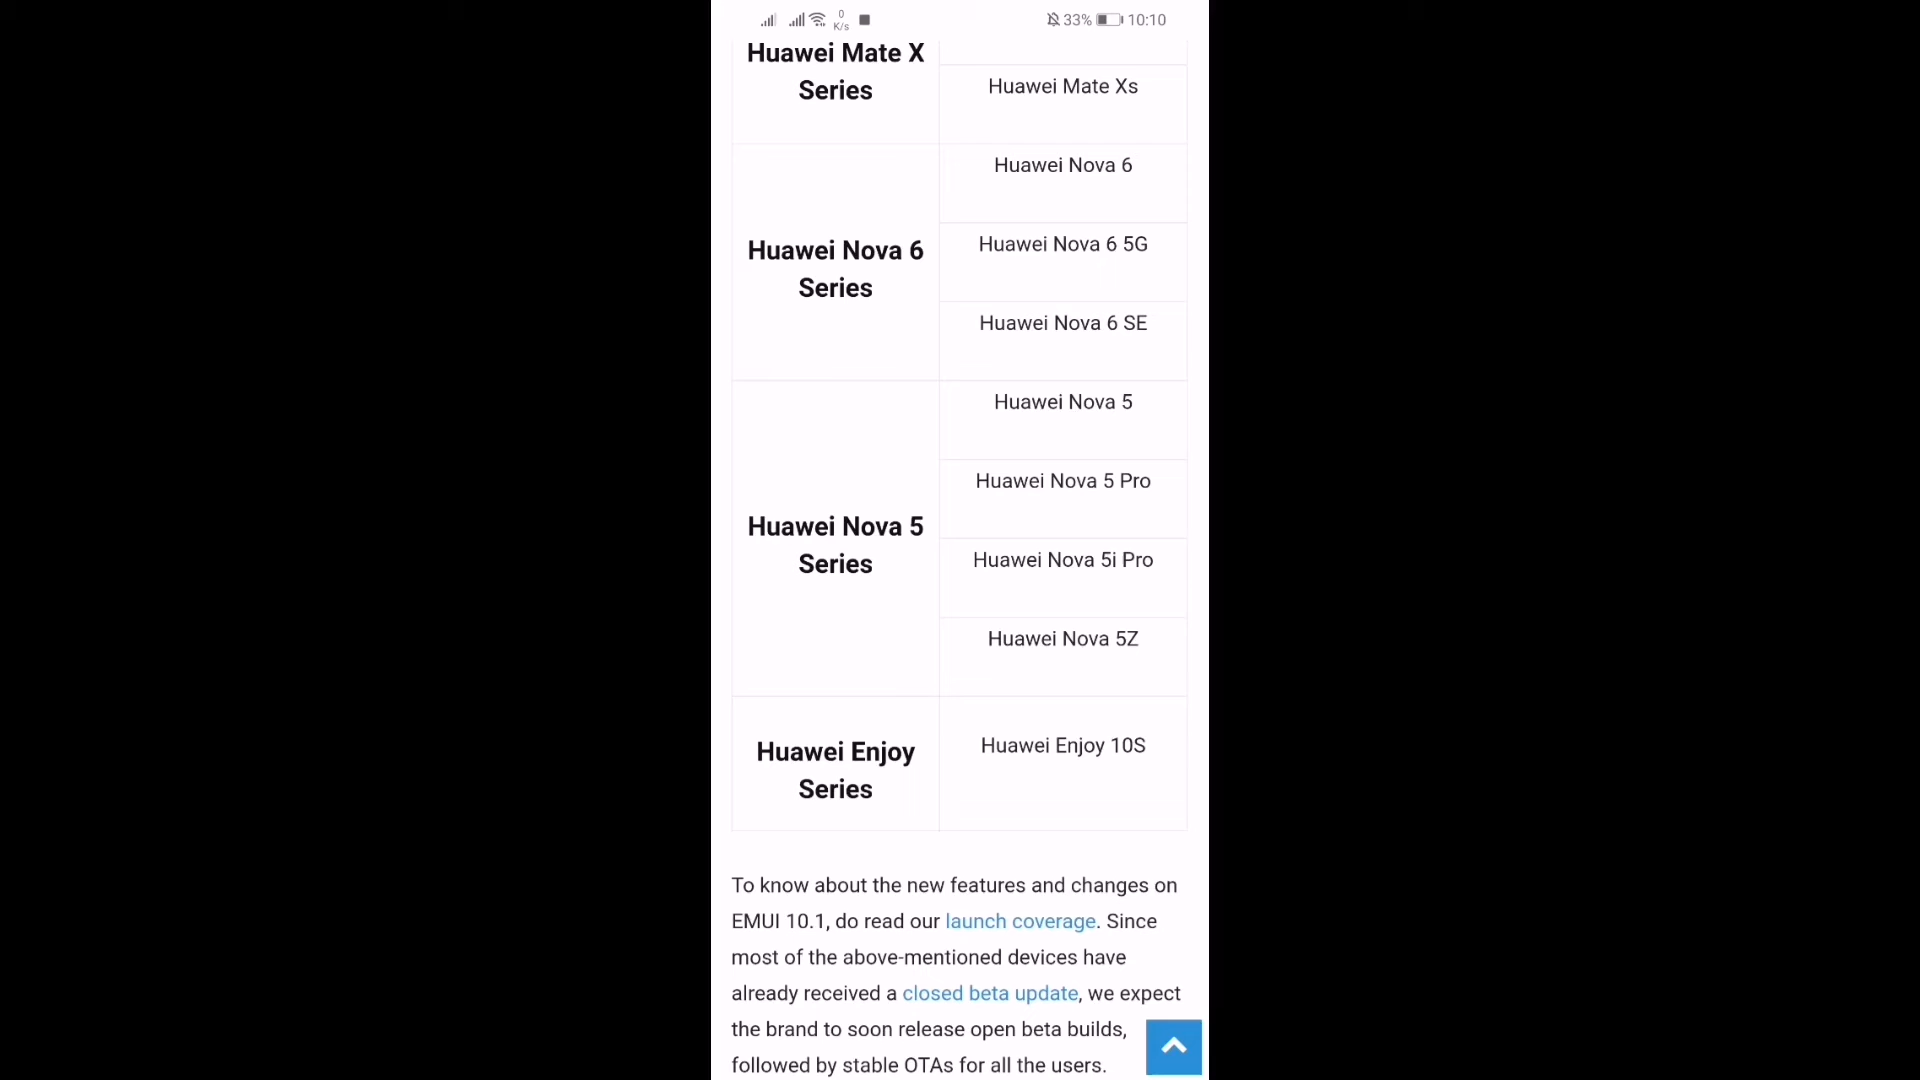 0
K/s
33%
10:10
Huawei Mate X
Series
Huawei Mate Xs
Huawei Nova 6
Series
Huawei Nova 6
Huawei Nova 6 5G
Huawei Nova 6 SE
Huawei Nova 5
Series
Huawei Nova 5
Huawei Nova 5 Pro
Huawei Nova 5i Pro
Huawei Nova 5Z
Huawei Enjoy
Series
Huawei Enjoy 10S
To know about the new features and changes on
EMUI 10.1, do read our launch coverage. Since
most of the above-mentioned devices have
already received a closed beta update, we expect
the brand to soon release open beta builds,
followed by stable OTAs for all the users.